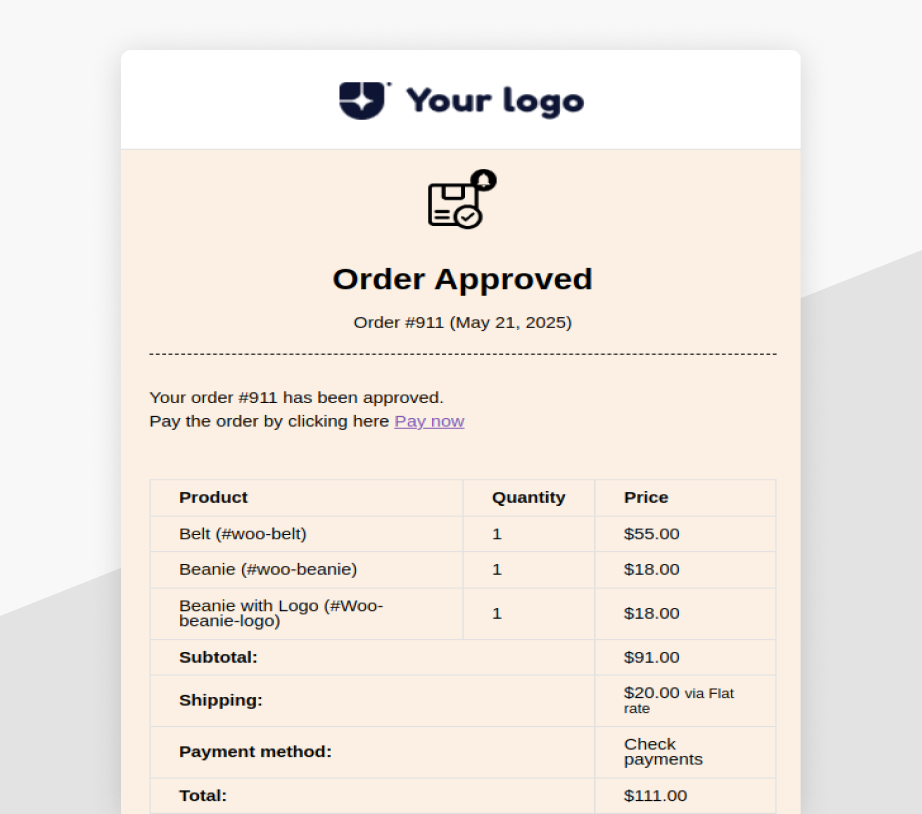 Your logo
Order Approved
Order #911 (May 21, 2025)
Your order #911 has been approved.
Pay the order by clicking here Pay now
Product Quantity Price
Belt (#woo-belt) 1 $55.00
Beanie (#woo-beanie) 1 $18.00
Beanie with Logo (#Woo-
beanie-logo) 1 $18.00
Subtotal: $91.00
Shipping: $20.00 via Flat
rate
Payment method: Check
payments
Total: $111.00